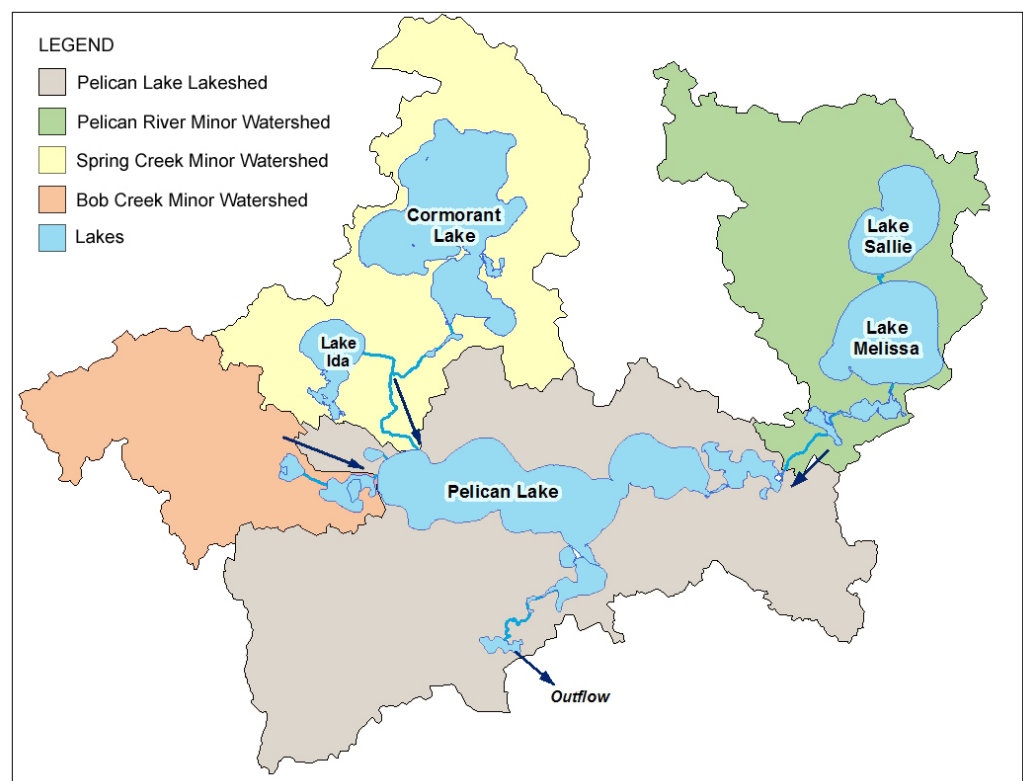 LEGEND
Pelican Lake Lakeshed
Pelican River Minor Watershed
Spring Creek Minor Watershed
Bob Creek Minor Watershed
Lakes
Cormorant
Lake
Lake
Sallie
Lake
Ida
Lake
Melissa
Pelican Lake
Outflow